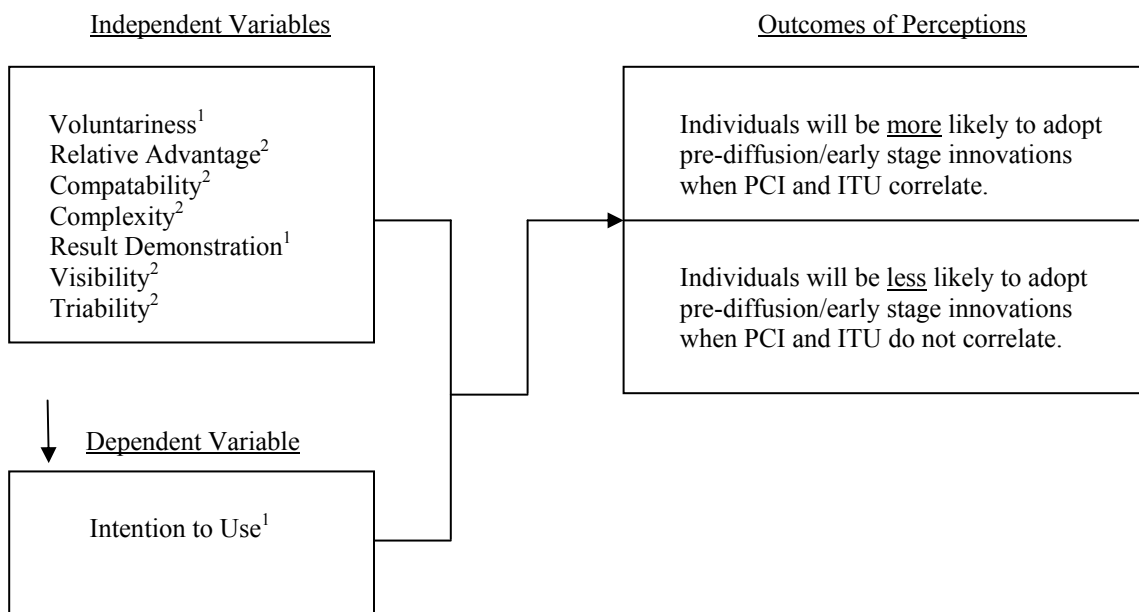 Independent Variables
Voluntariness¹
Relative Advantage²
Compatability²
Complexity²
Result Demonstration¹
Visibility²
Triability²
Dependent Variable
Intention to Use¹
Outcomes of Perceptions
Individuals will be more likely to adopt
pre-diffusion/early stage innovations
when PCI and ITU correlate.
Individuals will be less likely to adopt
pre-diffusion/early stage innovations
when PCI and ITU do not correlate.